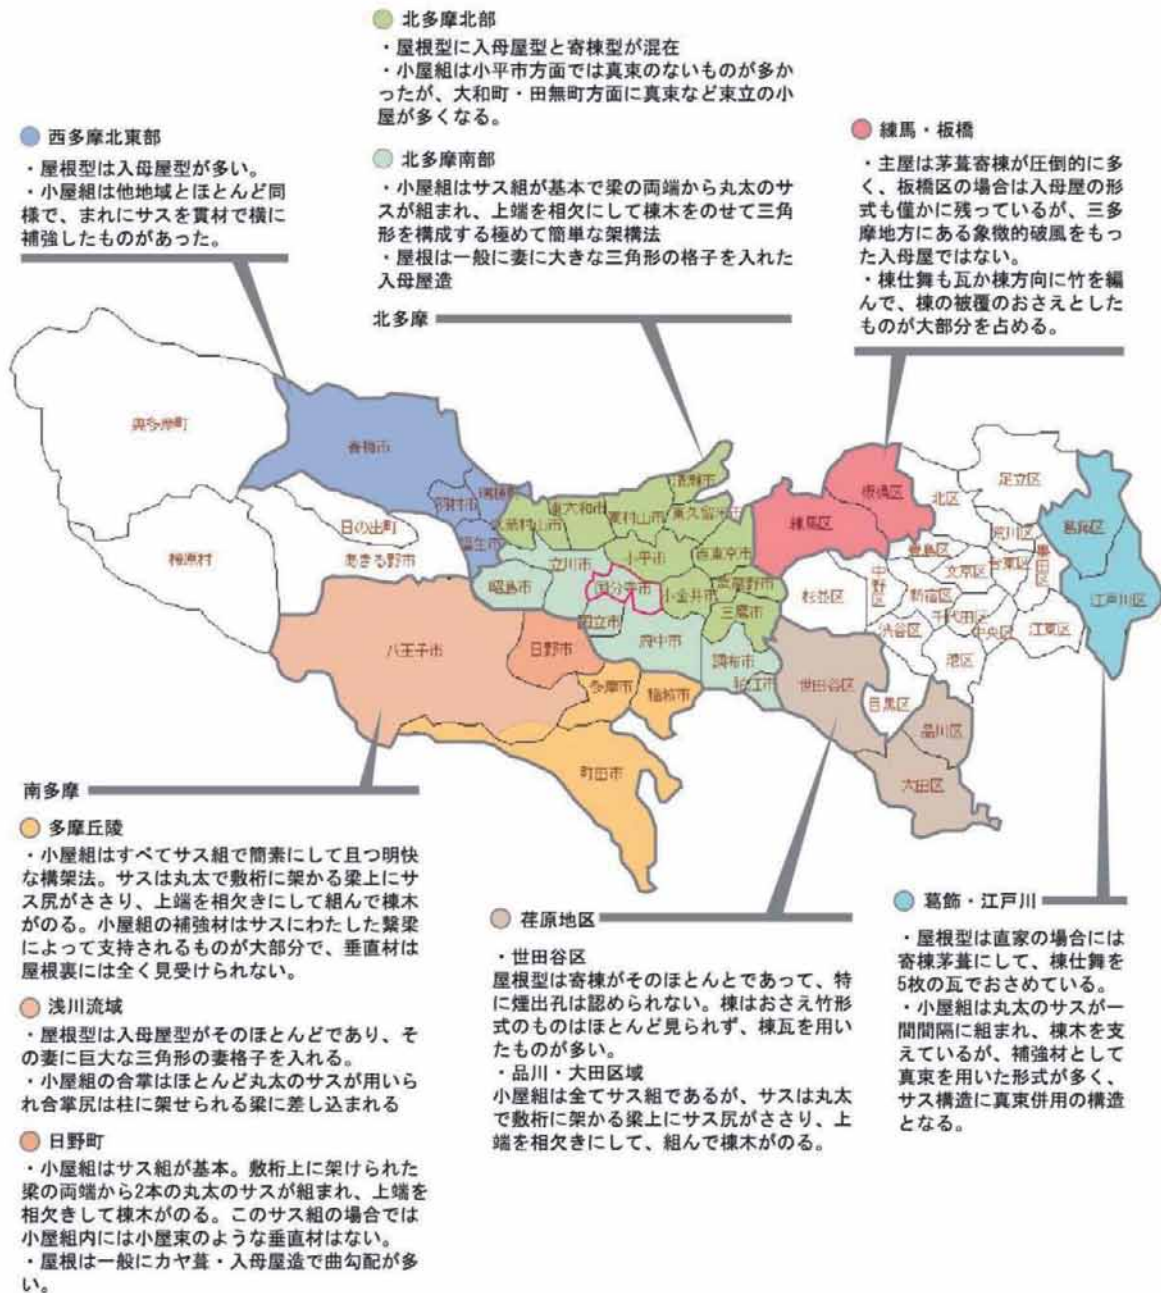 北多摩北部
・屋根型に入母屋型と寄棟型が混在
・小屋組は小平市方面では真束のないものが多か
ったが、大和町・田無町方面に真束など束立の小
屋が多くなる。
西多摩北東部
・屋根型は入母屋型が多い。
・小屋組は他地域とほとんど同
様で、まれにサスを貫材で横に
補強したものがあった。
北多摩南部
・小屋組はサス組が基本で梁の両端から丸太のサ
スが組まれ、上端を相欠にして棟木をのせて三角
形を構成する極めて簡単な架構法
・屋根は一般に妻に大きな三角形の格子を入れた
入母屋造
北多摩
練馬・板橋
・主屋は茅葺寄棟が圧倒的に多
く、板橋区の場合は入母屋の形
式も僅かに残っているが、三多
摩地方にある象徴的破風をもっ
た入母屋ではない。
・棟仕舞も瓦か棟方向に竹を編
んで、棟の被覆のおさえとした
ものが大部分を占める。
奥多摩町
青梅市
羽村市
瑞穂町
福生市
日の出町
あきる野市
檜原村
武蔵村山市
東大和市
東村山市
清瀬市
東久留米市
小平市
西東京市
立川市
昭島市
国分寺市
小金井市
武蔵野市
三鷹市
国立市
府中市
調布市
狛江市
八王子市
日野市
多摩市
稲城市
町田市
練馬区
板橋区
北区
足立区
荒川区
葛飾区
豊島区
文京区
台東区
墨田区
江戸川区
杉並区
中野区
新宿区
千代田区
渋谷区
中央区
江東区
港区
世田谷区
目黒区
品川区
大田区
南多摩
多摩丘陵
・小屋組はすべてサス組で簡素にして且つ明快
な構架法。サスは丸太で敷桁に架かる梁上にサ
ス尻がささり、上端を相欠きにして組んで棟木
がのる。小屋組の補強材はサスにわたした繋梁
によって支持されるものが大部分で、垂直材は
屋根裏には全く見受けられない。
浅川流域
・屋根型は入母屋型がそのほとんどであり、そ
の妻に巨大な三角形の妻格子を入れる。
・小屋組の合掌はほとんど丸太のサスが用いら
れ合掌尻は柱に架せられる梁に差し込まれる
日野町
・小屋組はサス組が基本。敷桁上に架けられた
梁の両端から2本の丸太のサスが組まれ、上端を
相欠きして棟木がのる。このサス組の場合では
小屋組内には小屋束のような垂直材はない。
・屋根は一般にカヤ葺・入母屋造で曲勾配が多
い。
荏原地区
・世田谷区
屋根型は寄棟がそのほとんとであって、特
に煙出孔は認められない。棟はおさえ竹形
式のものはほとんど見られず、棟瓦を用い
たものが多い。
・品川・大田区域
小屋組は全てサス組であるが、サスは丸太
で敷桁に架かる梁上にサス尻がささり、上
端を相欠きにして、組んで棟木がのる。
葛飾・江戸川
・屋根型は直家の場合には
寄棟茅葺にして、棟仕舞を
5枚の瓦でおさめている。
・小屋組は丸太のサスが一
間間隔に組まれ、棟木を支
えているが、補強材として
真束を用いた形式が多く、
サス構造に真束併用の構造
となる。